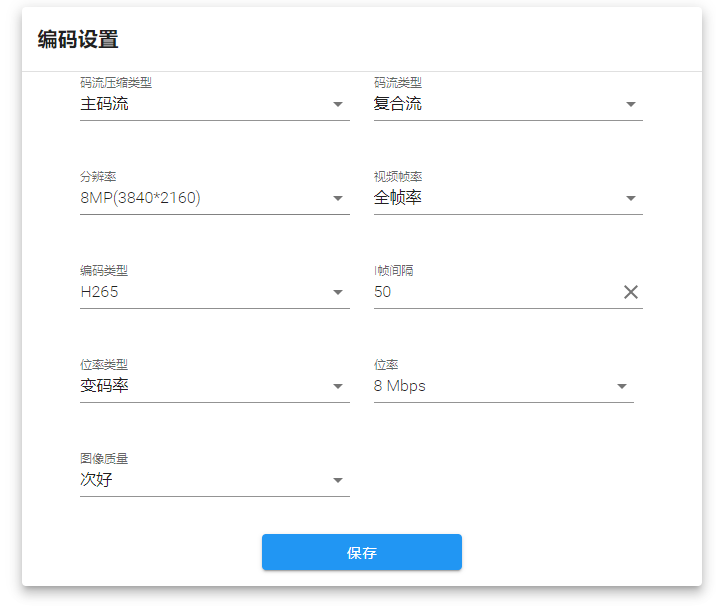 编码设置
码流压缩类型
主码流
码流类型
复合流
分辨率
8MP(3840*2160)
视频帧率
全帧率
编码类型
H265
I帧间隔
50
位率类型
变码率
位率
8 Mbps
图像质量
次好
保存